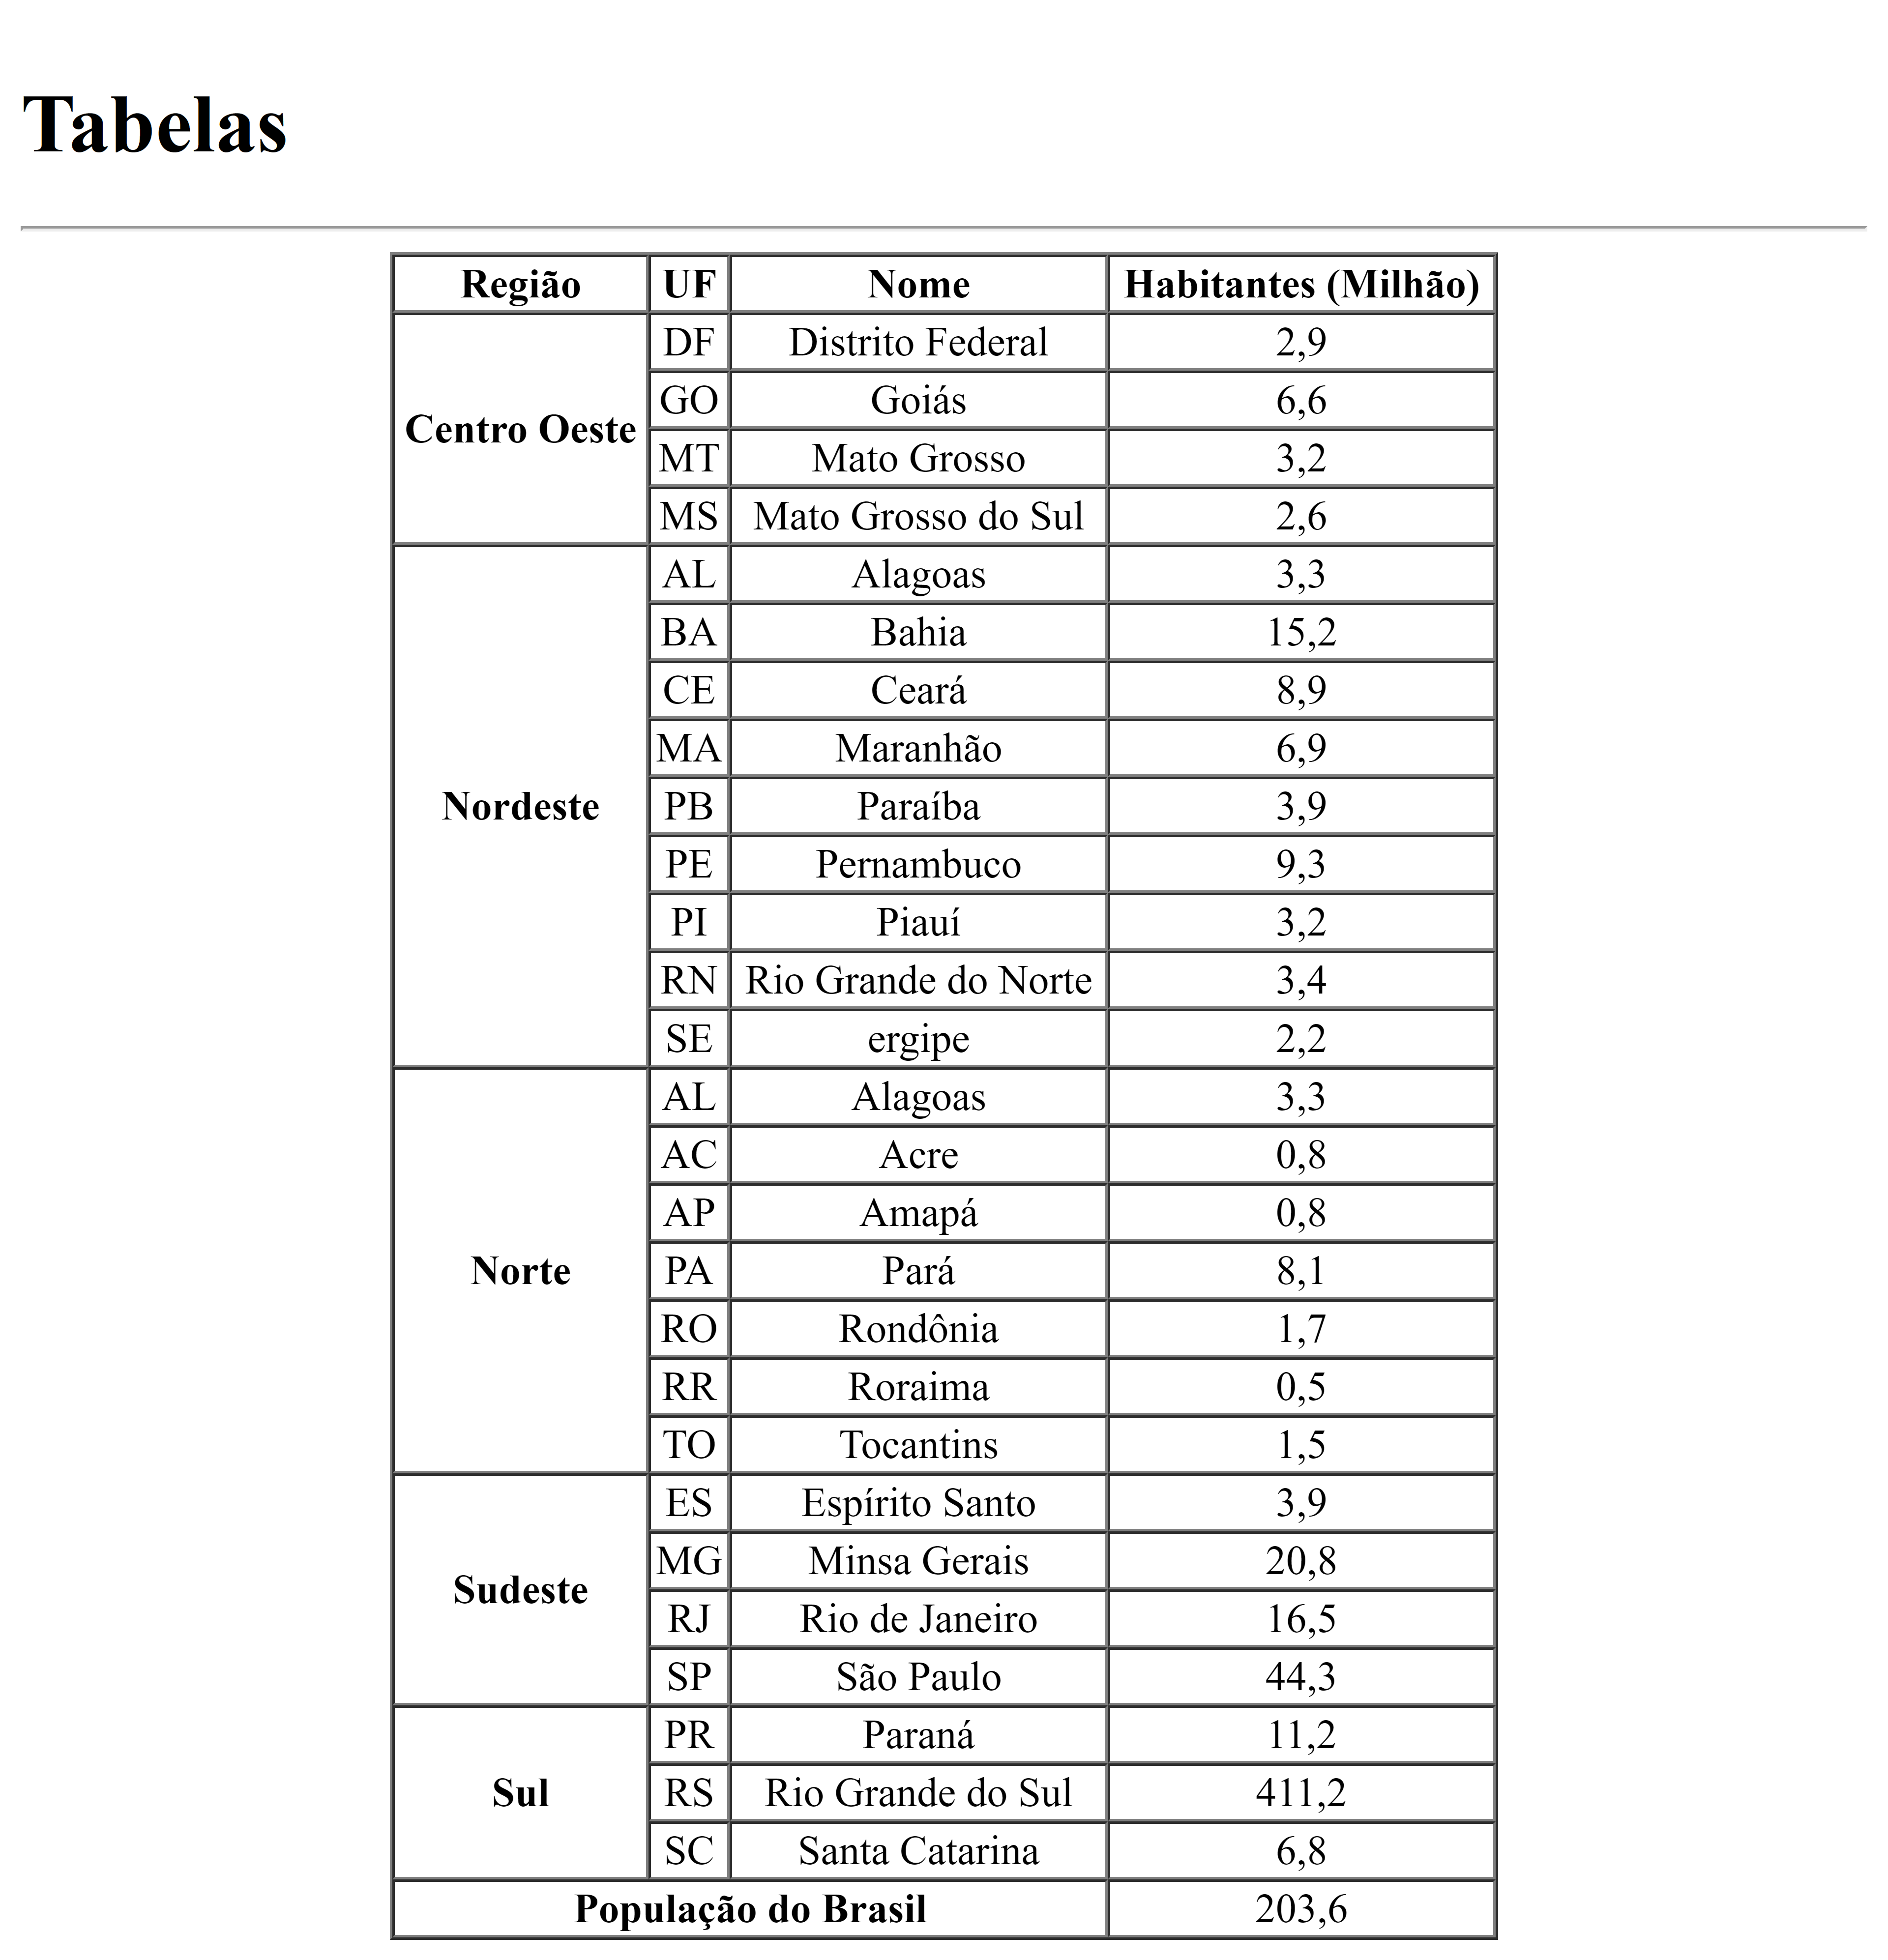 Tabelas
Região UF Nome Habitantes (Milhão)
Centro Oeste DF Distrito Federal 2,9
GO Goiás 6,6
MT Mato Grosso 3,2
MS Mato Grosso do Sul 2,6
Nordeste AL Alagoas 3,3
BA Bahia 15,2
CE Ceará 8,9
MA Maranhão 6,9
PB Paraíba 3,9
PE Pernambuco 9,3
PI Piauí 3,2
RN Rio Grande do Norte 3,4
SE ergipe 2,2
Norte AL Alagoas 3,3
AC Acre 0,8
AP Amapá 0,8
PA Pará 8,1
RO Rondônia 1,7
RR Roraima 0,5
TO Tocantins 1,5
Sudeste ES Espírito Santo 3,9
MG Minsa Gerais 20,8
RJ Rio de Janeiro 16,5
SP São Paulo 44,3
Sul PR Paraná 11,2
RS Rio Grande do Sul 411,2
SC Santa Catarina 6,8
População do Brasil 203,6